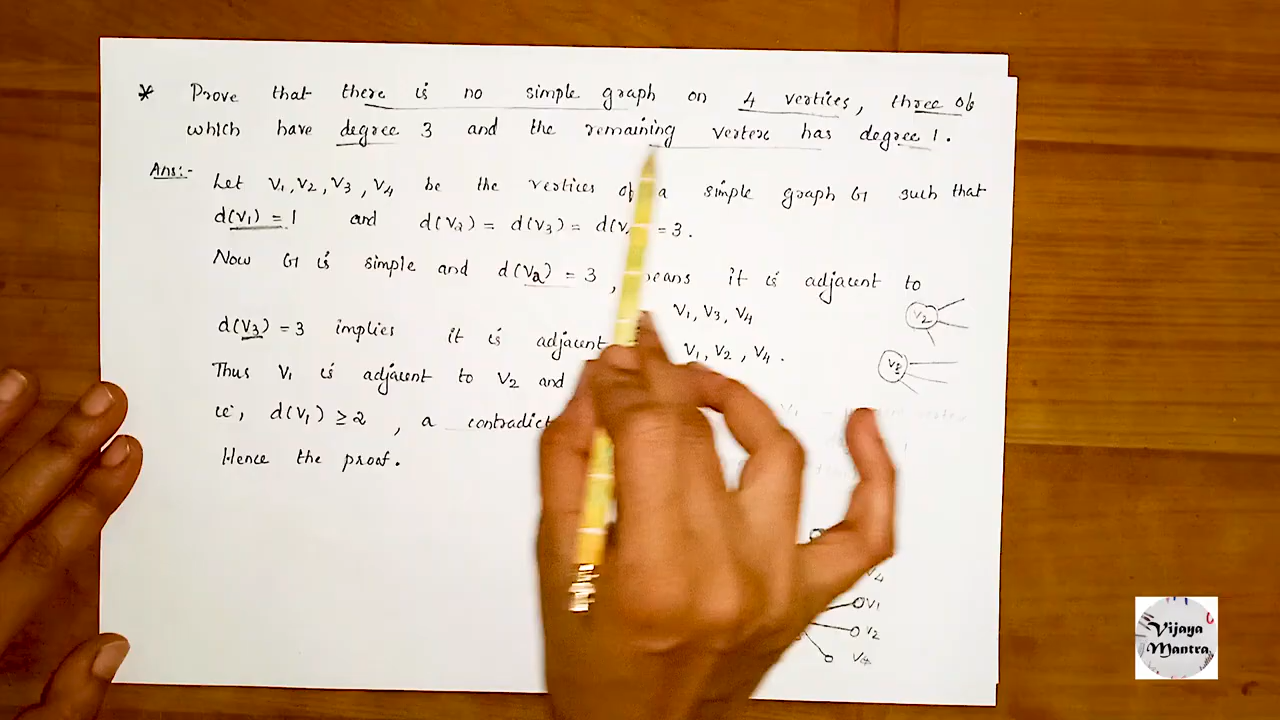 * Prove that there is no simple graph on 4 vertices, three of
which have degree 3 and the remaining vertex has degree 1.
Ans:-
Let V1, V2, V3, V4 be the vertices of a simple graph G such that
d(V1) = 1 and d(V2) = d(V3) = d(V = 3.
Now G is simple and d(V2) = 3, means it is adjacent to
V1, V3, V4
V2
d(V3) = 3 implies it is adjacent V1, V2, V4.
V3
Thus V1 is adjacent to V2 and
ie, d(V1) ≥ 2, a
Hence the proof.
V4
V1
V2
V4
Vijaya
Mantra